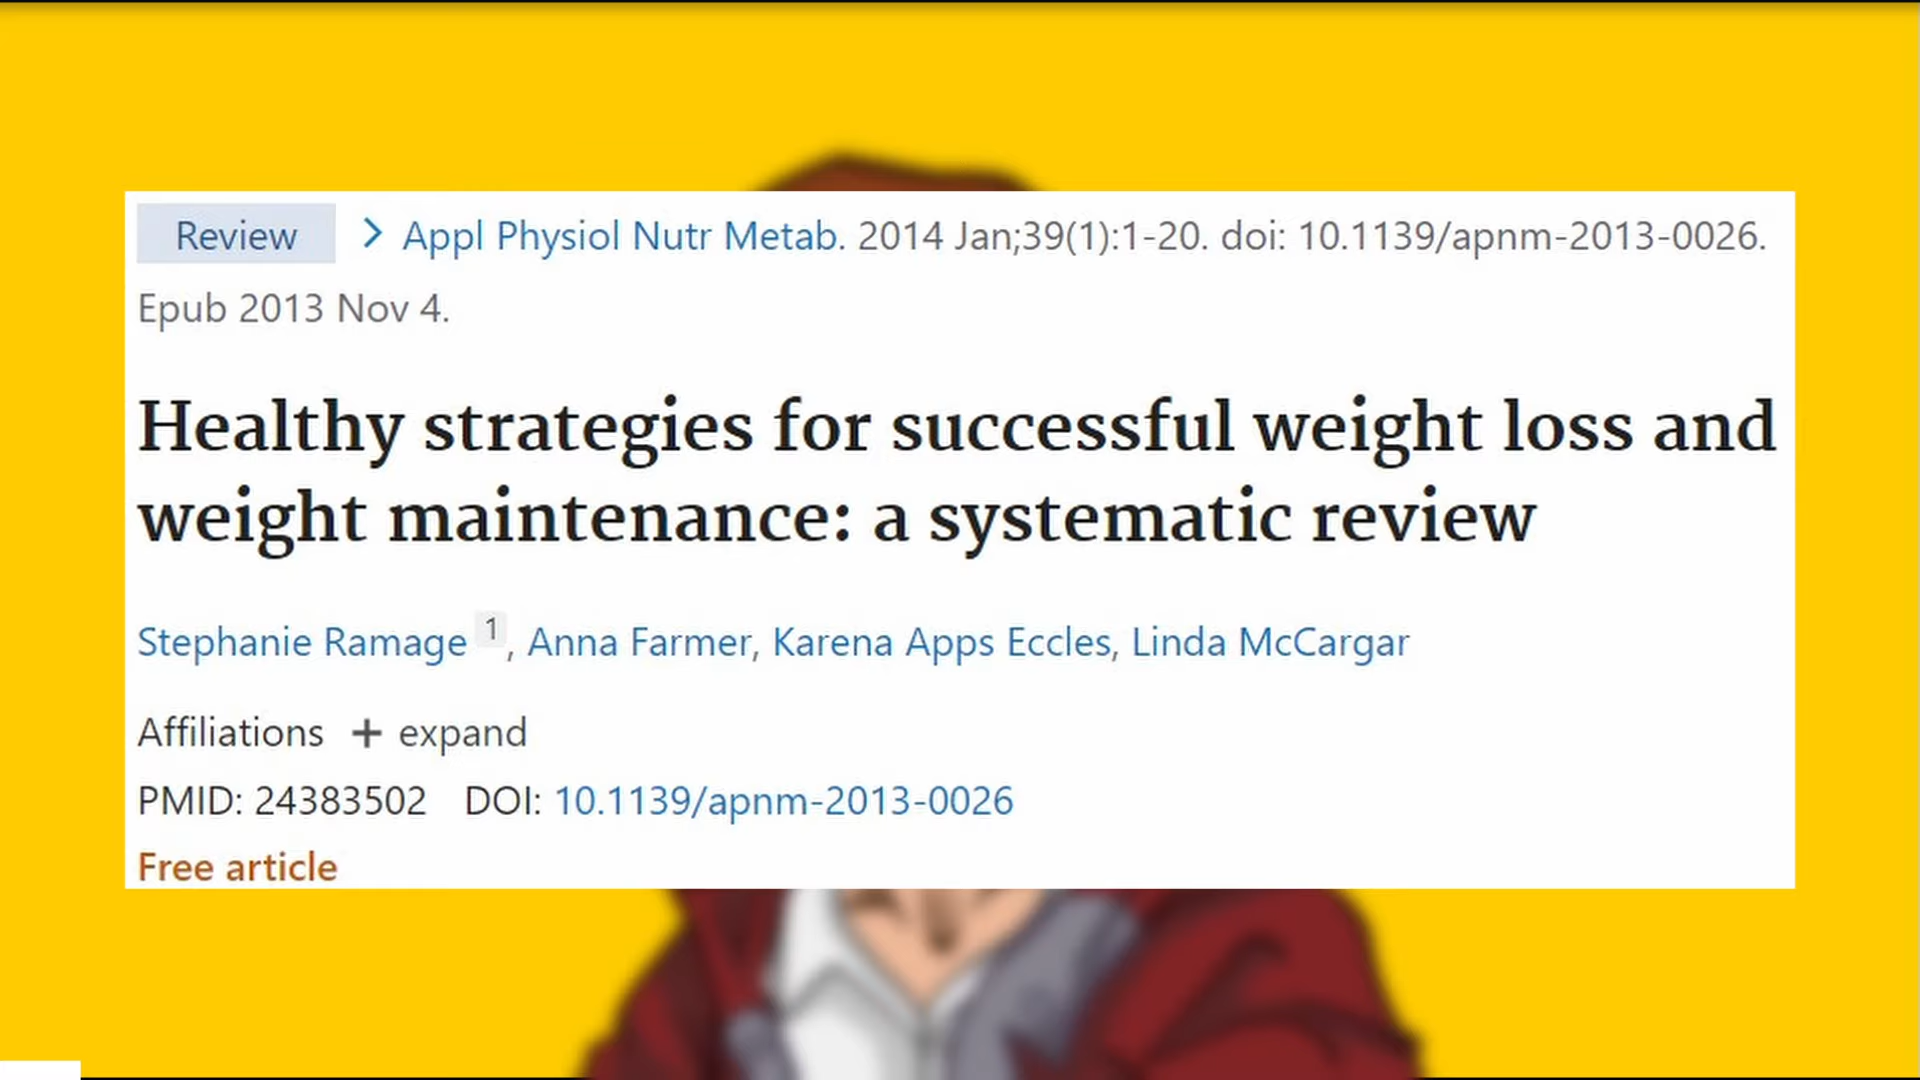 Review > Appl Physiol Nutr Metab. 2014 Jan;39(1):1-20. doi: 10.1139/apnm-2013-0026.
Epub 2013 Nov 4.
Healthy strategies for successful weight loss and
weight maintenance: a systematic review
Stephanie Ramage 1, Anna Farmer, Karena Apps Eccles, Linda McCargar
Affiliations + expand
PMID: 24383502 DOI: 10.1139/apnm-2013-0026
Free article